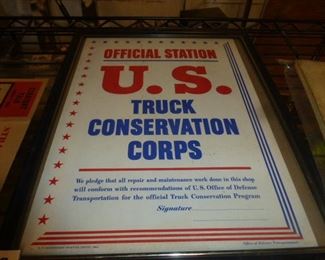 OFFICIAL STATION
U. S.
TRUCK
CONSERVATION
CORPS
We pledge that all repair and maintenance work done in this shop
will conform with recommendations of U. S. Office of Defense
Transportation for the official Truck Conservation Program
Signature
Office of Defense Transportation